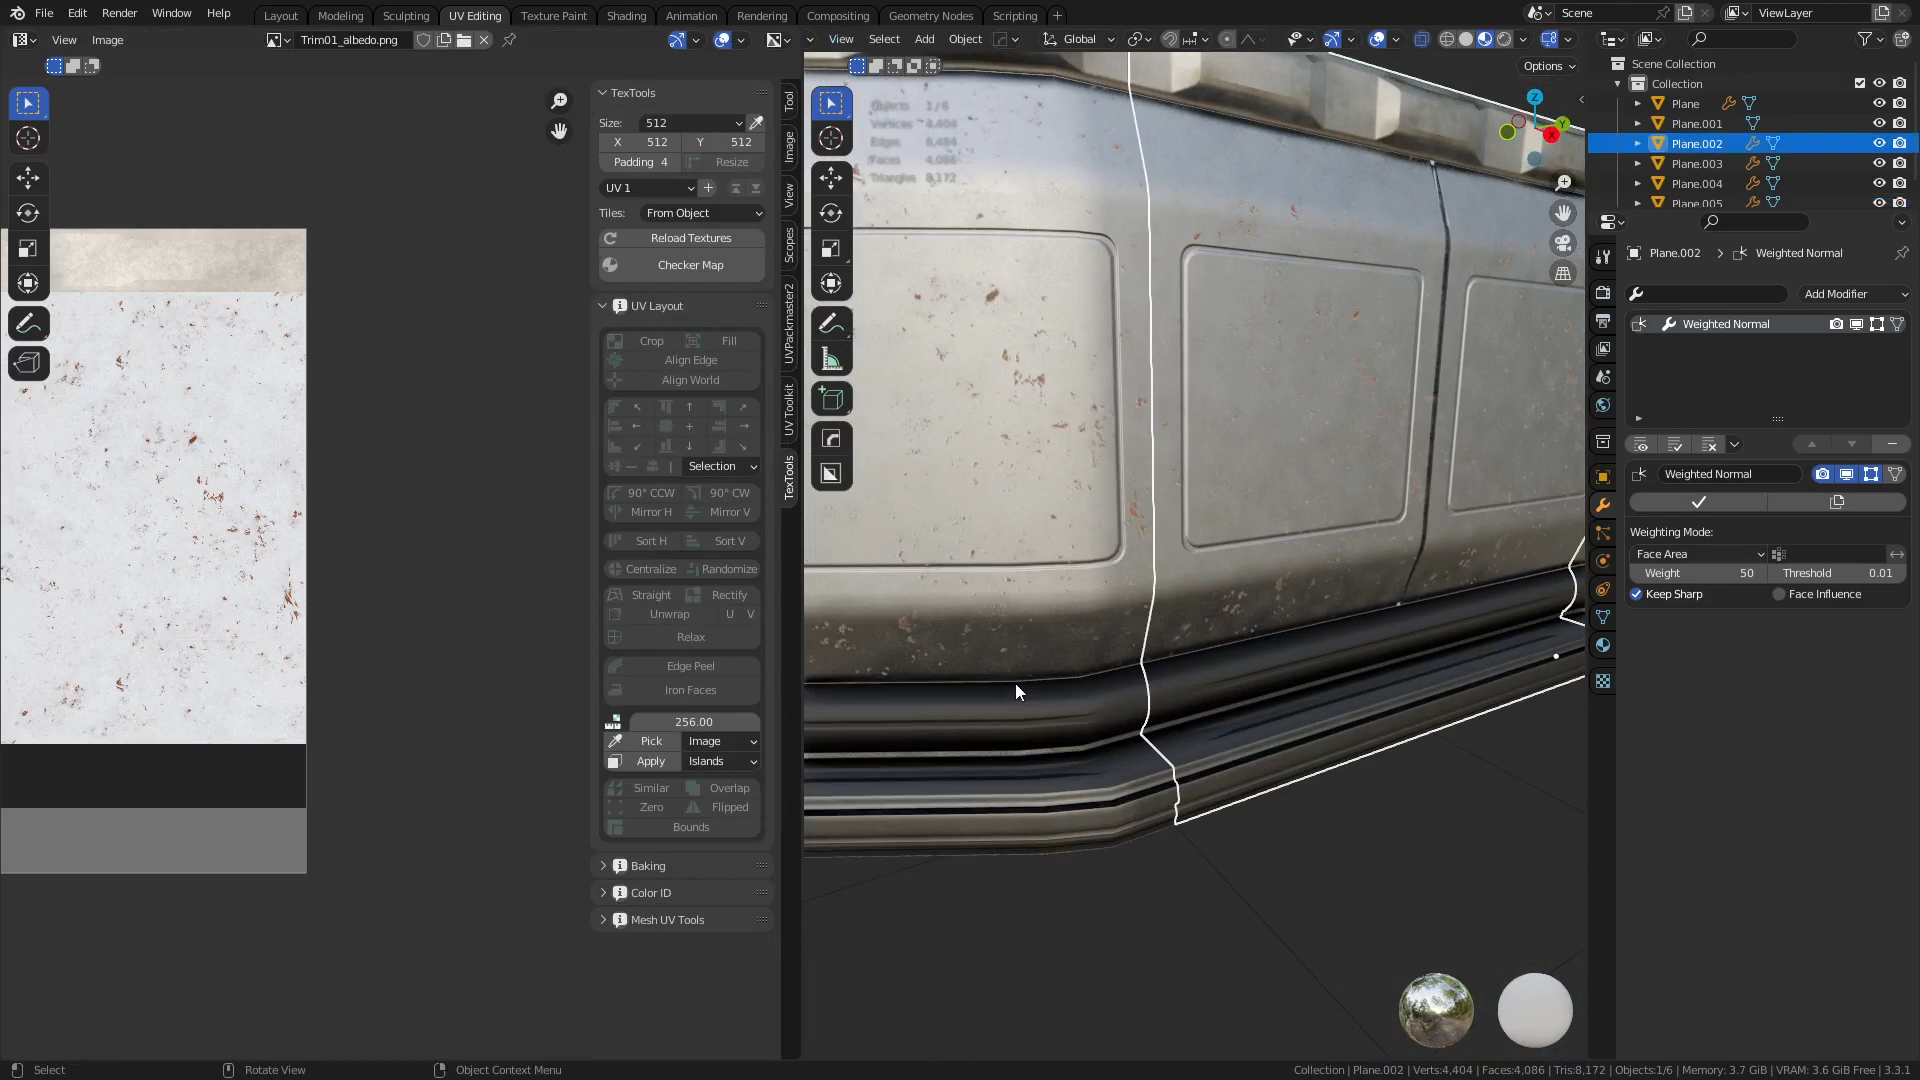 File Edit Render Window Help Layout Modeling Sculpting UV Editing Texture Paint Shading Animation Rendering Compositing Geometry Nodes Scripting + Scene ViewLayer
View Image Trim01_albedo.png View Select Add Object Global
Options
TexTools
Size: 512
X 512 Y 512
Padding 4 Resize
UV 1
Tiles: From Object
Reload Textures
Checker Map
UV Layout
Crop Fill
Align Edge
Align World
Selection
90° CCW 90° CW
Mirror H Mirror V
Sort H Sort V
Centralize Randomize
Straight Rectify
Unwrap U V
Relax
Edge Peel
Iron Faces
256.00
Pick Image
Apply Islands
Similar Overlap
Zero Flipped
Bounds
Baking
Color ID
Mesh UV Tools
Tool
Image
View
Scopes
UVPackmaster2
UV Toolkit
TexTools
Objects 1/6
Vertices 4,404
Edges 8,484
Faces 4,086
Triangles 8,172
Z
Y
X
Scene Collection
Collection
Plane
Plane.001
Plane.002
Plane.003
Plane.004
Plane.005
Plane.002 Weighted Normal
Add Modifier
Weighted Normal
Weighted Normal
Weighting Mode:
Face Area
Weight 50 Threshold 0.01
Keep Sharp Face Influence
Select Rotate View Object Context Menu Collection | Plane.002 | Verts:4,404 | Faces:4,086 | Tris:8,172 | Objects:1/6 | Memory: 3.7 GiB | VRAM: 3.6 GiB Free | 3.3.1